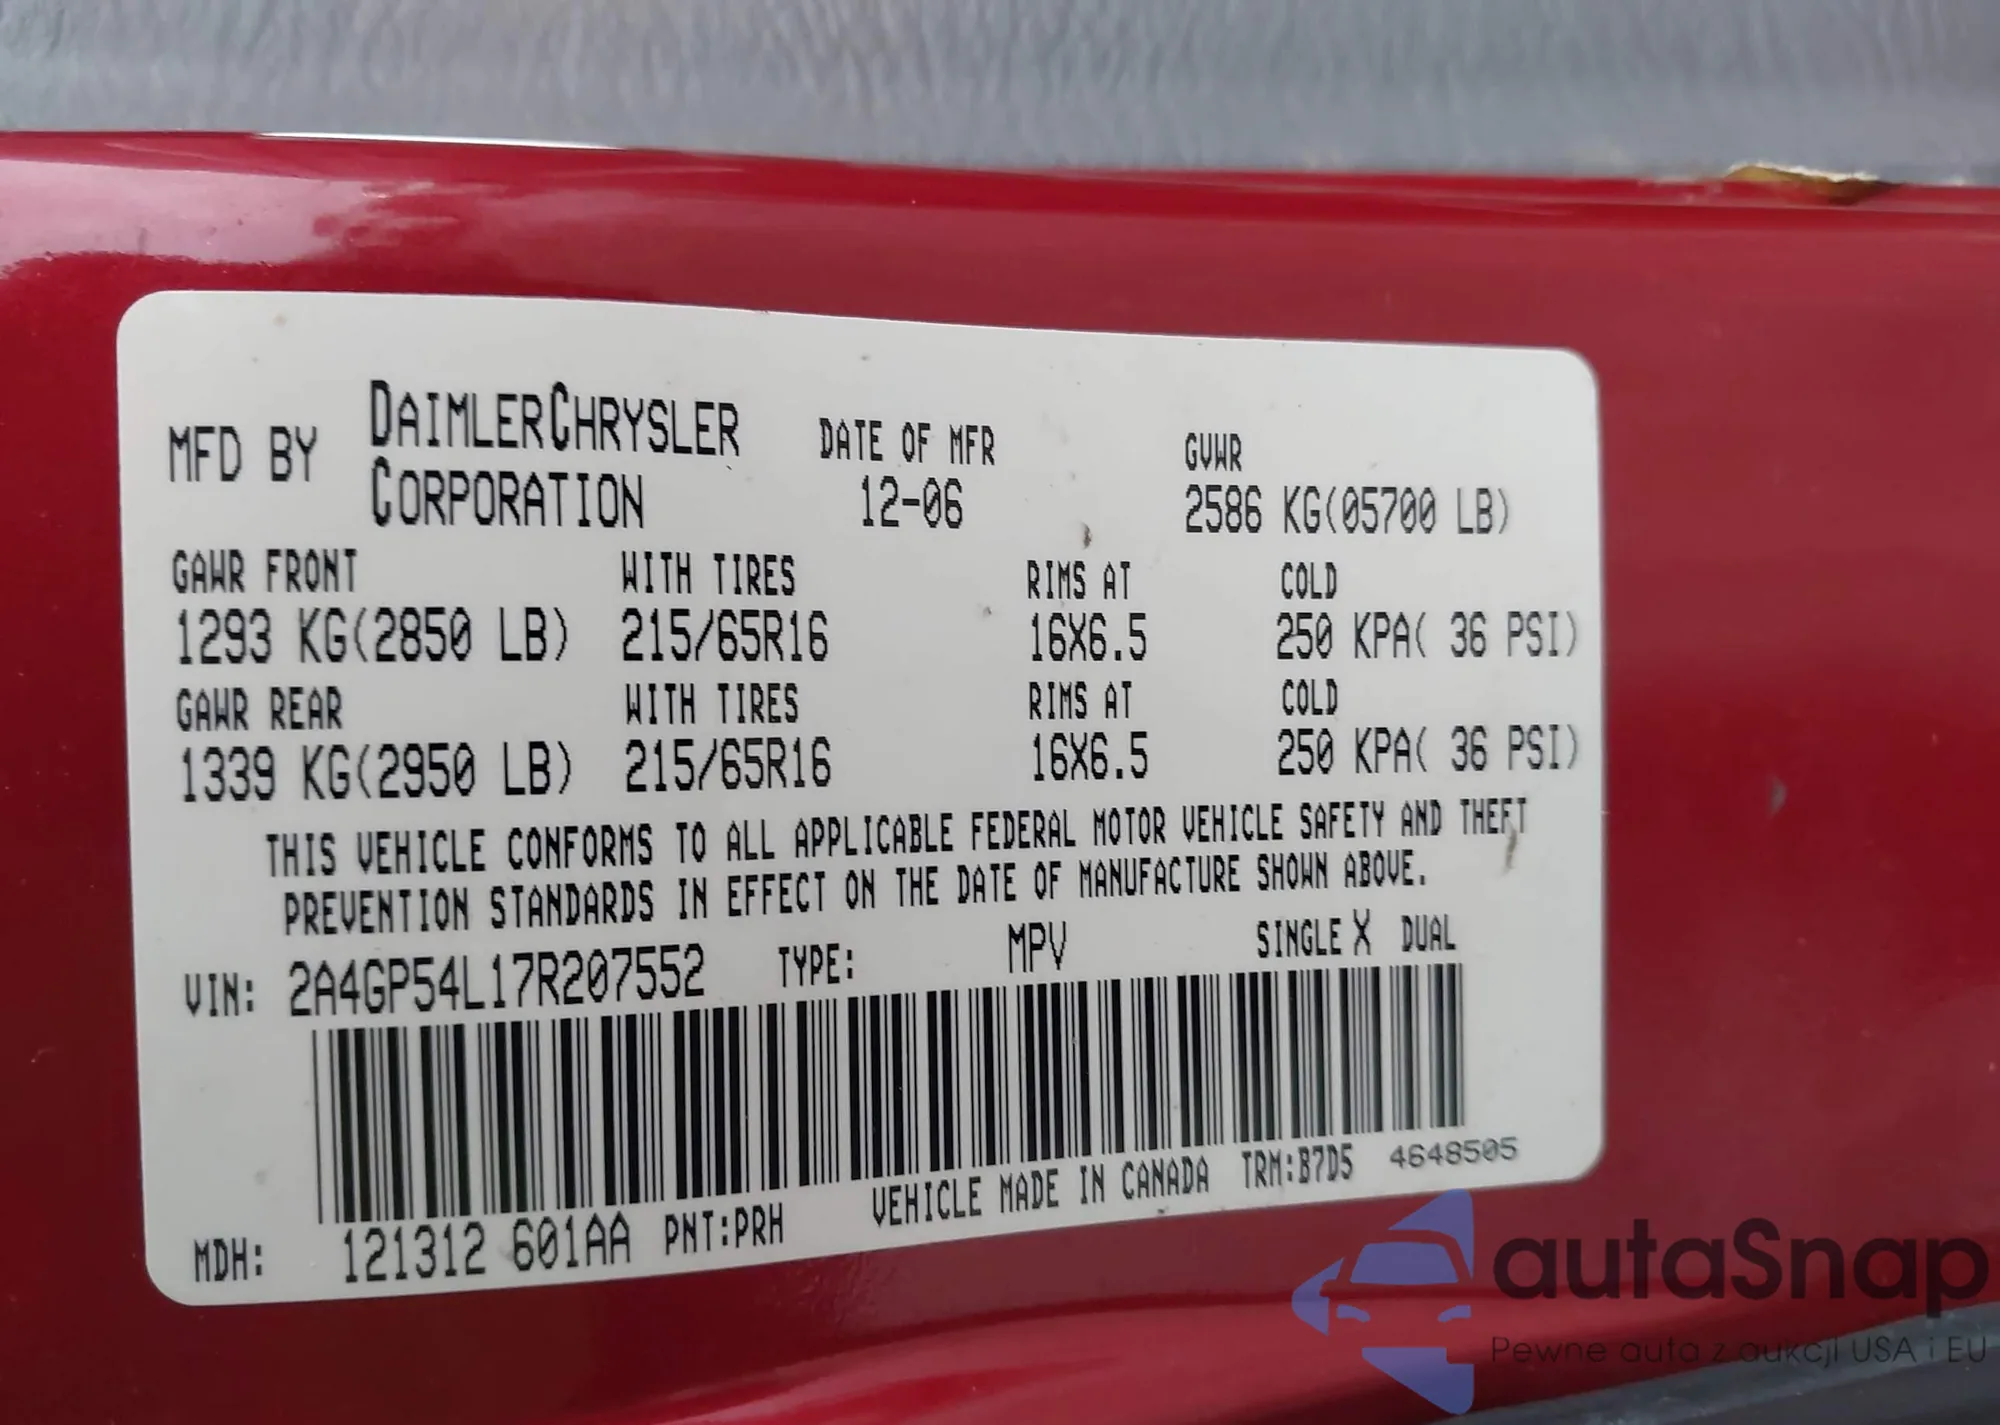 MFD BY DAIMLERCHRYSLER CORPORATION DATE OF MFR 12-06 GVWR 2586 KG(05700 LB)
GAWR FRONT WITH TIRES RIMS AT COLD
1293 KG(2850 LB) 215/65R16 16X6.5 250 KPA( 36 PSI)
GAWR REAR WITH TIRES RIMS AT COLD
1339 KG(2950 LB) 215/65R16 16X6.5 250 KPA( 36 PSI)
THIS VEHICLE CONFORMS TO ALL APPLICABLE FEDERAL MOTOR VEHICLE SAFETY AND THEFT
PREVENTION STANDARDS IN EFFECT ON THE DATE OF MANUFACTURE SHOWN ABOVE.
VIN: 2A4GP54L17R207552 TYPE: MPV SINGLE X DUAL
MDH: 121312 601AA PNT:PRH VEHICLE MADE IN CANADA TRM:B7D5 4648505
autaSnap
Pewne auta z aukcji USA i EU